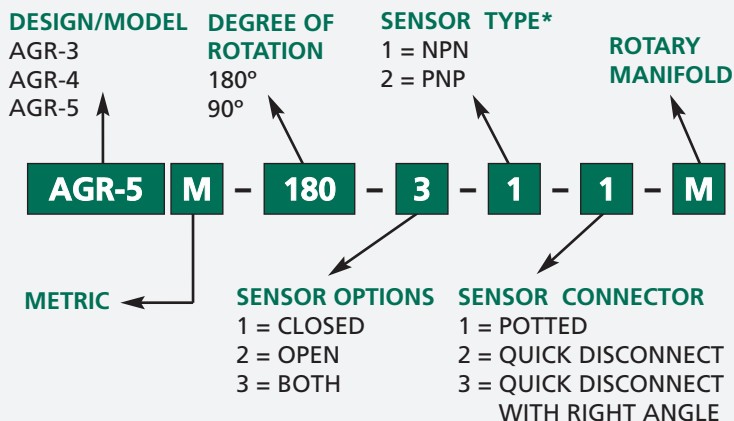 DESIGN/MODEL
AGR-3
AGR-4
AGR-5
DEGREE OF
ROTATION
180º
90º
SENSOR TYPE*
1 = NPN
2 = PNP
ROTARY
MANIFOLD
AGR-5 M - 180 - 3 - 1 - 1 - M
METRIC
SENSOR OPTIONS
1 = CLOSED
2 = OPEN
3 = BOTH
SENSOR CONNECTOR
1 = POTTED
2 = QUICK DISCONNECT
3 = QUICK DISCONNECT
WITH RIGHT ANGLE